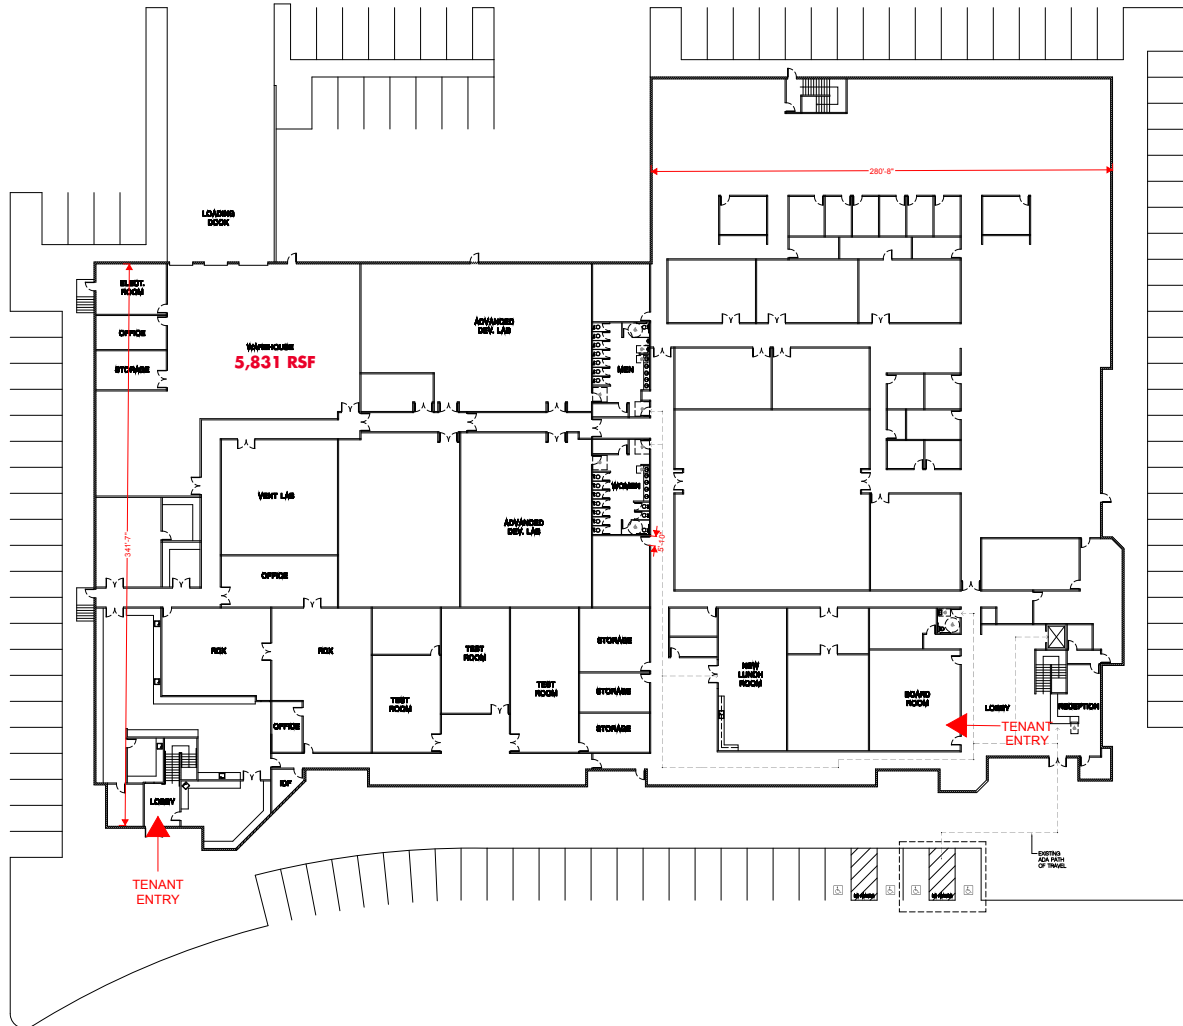 280'-8"
LOADING
DOCK
ELECT.
ROOM
OFFICE
STORAGE
WAREHOUSE
5,831 RSF
ADVANCED
DEV. LAB
MEN
WOMEN
VENT LAB
ADVANCED
DEV. LAB
341'-7"
5'-10"
OFFICE
RDX
RDX
TEST
ROOM
TEST
ROOM
TEST
ROOM
STORAGE
STORAGE
STORAGE
OFFICE
NEW
LUNCH
ROOM
BOARD
ROOM
LOBBY
RECEPTION
TENANT
ENTRY
IDF
LOBBY
TENANT
ENTRY
EXISTING
ADA PATH
OF TRAVEL